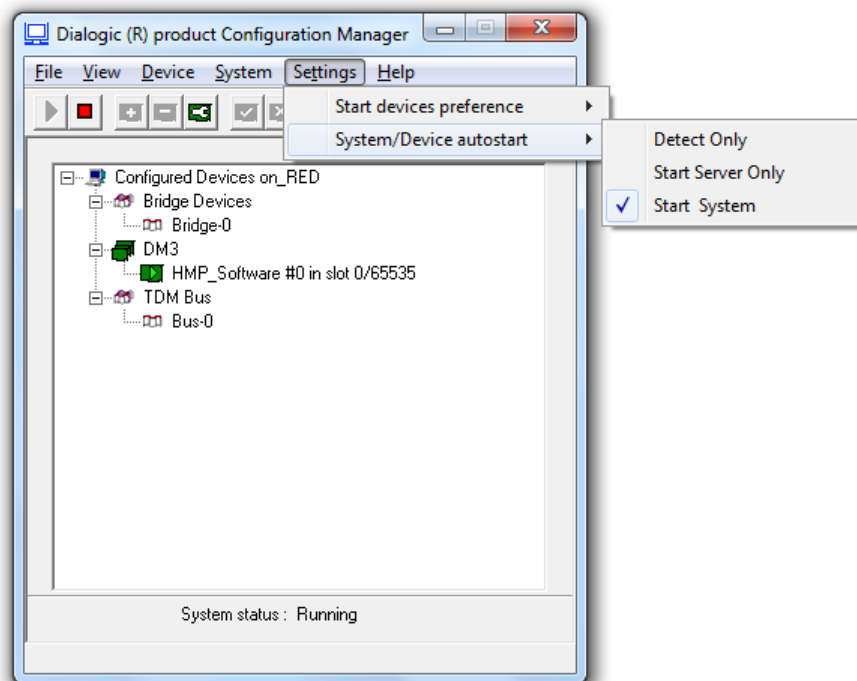 Dialogic (R) product Configuration Manager
File View Device System Settings Help
Start devices preference
System/Device autostart
Detect Only
Start Server Only
Start System
Configured Devices on_RED
Bridge Devices
Bridge-0
DM3
HMP_Software #0 in slot 0/65535
TDM Bus
Bus-0
System status : Running